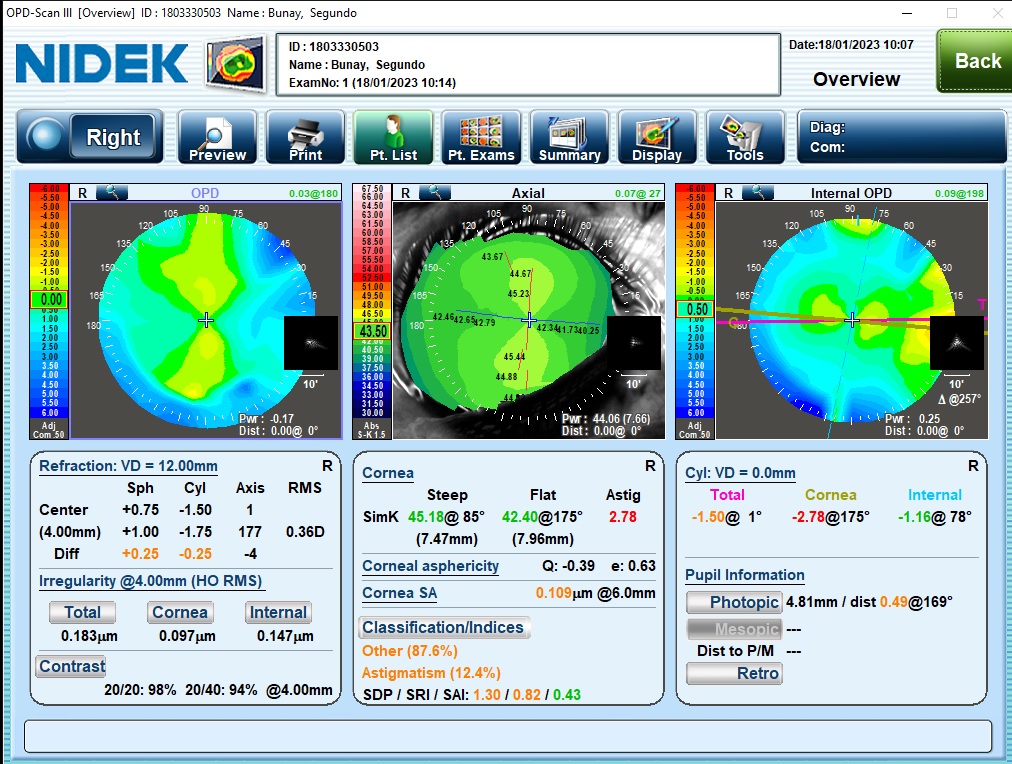 OPD-Scan III [Overview] ID : 1803330503 Name : Bunay, Segundo
NIDEK
ID : 1803330503
Name : Bunay, Segundo
ExamNo: 1 (18/01/2023 10:14)
Date:18/01/2023 10:07
Overview
Back
Right
Preview
Print
Pt. List
Pt. Exams
Summary
Display
Tools
Diag:
Com:
R OPD 0.03@180
-6.00
-5.50
-5.00
-4.50
-4.00
-3.50
-3.00
-2.50
-2.00
-1.50
-1.00
-0.50
0.00
0.50
1.00
1.50
2.00
2.50
3.00
3.50
4.00
4.50
5.00
5.50
6.00
Adj
Com .50
180 165 150 135 120 105 90 75 60 45 30 15
10'
Pwr : -0.17
Dist : 0.00@ 0°
R Axial 0.07@ 27
67.50
66.00
64.50
63.00
61.50
60.00
58.50
57.00
55.50
54.00
52.50
51.00
49.50
48.00
46.50
45.00
43.50
42.00
40.50
39.00
37.50
36.00
34.50
33.00
31.50
30.00
Abs
S-K 1.5
180 165 150 135 120 105 90 75 60 45 30 15
43.67
44.67
45.23
42.46 42.65 42.79 42.34 41.73 40.25
45.44
44.88
10'
Pwr : 44.06 (7.66)
Dist : 0.00@ 0°
R Internal OPD 0.09@198
-6.00
-5.50
-5.00
-4.50
-4.00
-3.50
-3.00
-2.50
-2.00
-1.50
-1.00
-0.50
0.00
0.50
1.00
1.50
2.00
2.50
3.00
3.50
4.00
4.50
5.00
5.50
6.00
Adj
Com .50
180 165 150 135 120 105 90 75 60 45 30 15
C
T
10'
Δ @257°
Pwr : 0.25
Dist : 0.00@ 0°
Refraction: VD = 12.00mm R
Sph Cyl Axis RMS
Center +0.75 -1.50 1
(4.00mm) +1.00 -1.75 177 0.36D
Diff +0.25 -0.25 -4
Irregularity @4.00mm (HO RMS)
Total Cornea Internal
0.183µm 0.097µm 0.147µm
Contrast
20/20: 98% 20/40: 94% @4.00mm
Cornea R
Steep Flat Astig
SimK 45.18@ 85° 42.40@175° 2.78
(7.47mm) (7.96mm)
Corneal asphericity Q: -0.39 e: 0.63
Cornea SA 0.109µm @6.0mm
Classification/Indices
Other (87.6%)
Astigmatism (12.4%)
SDP / SRI / SAI: 1.30 / 0.82 / 0.43
Cyl: VD = 0.0mm R
Total Cornea Internal
-1.50@ 1° -2.78@175° -1.16@ 78°
Pupil Information
Photopic 4.81mm / dist 0.49@169°
Mesopic ---
Dist to P/M ---
Retro